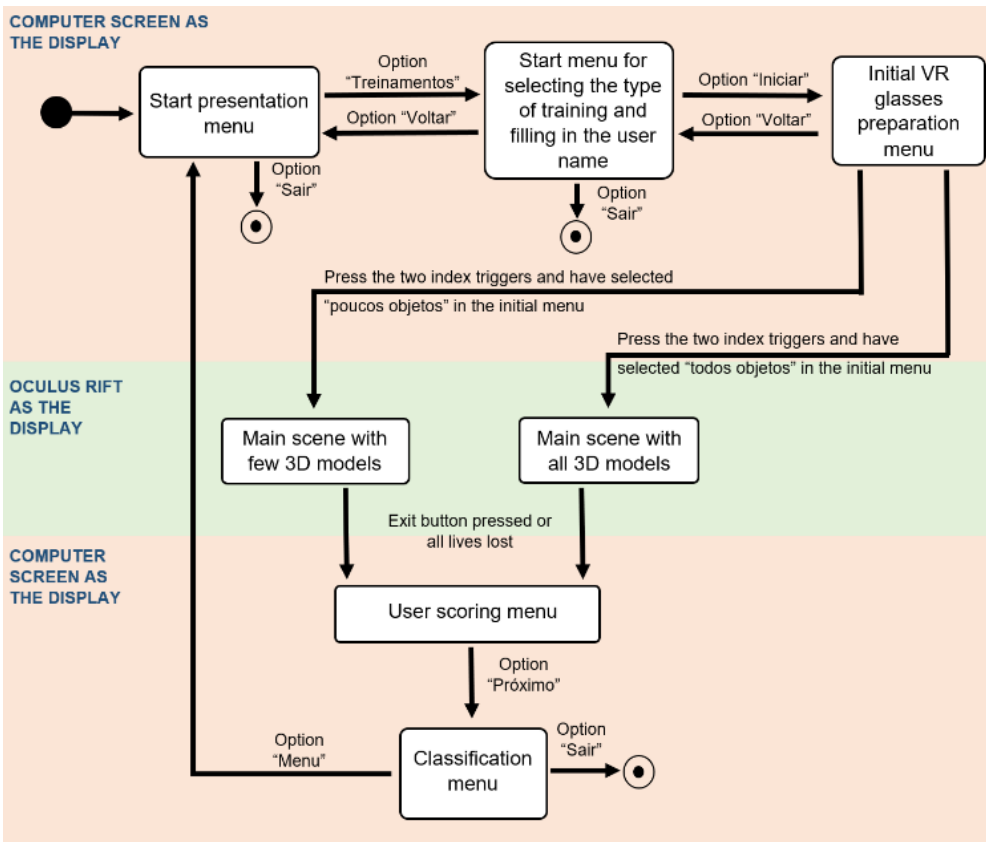 COMPUTER SCREEN AS
THE DISPLAY
Start presentation
menu
Option
“Treinamentos”
Option “Voltar”
Start menu for
selecting the type
of training and
filling in the user
name
Option “Iniciar”
Option “Voltar”
Initial VR
glasses
preparation
menu
Option
“Sair”
Option
“Sair”
Press the two index triggers and have selected
“poucos objetos” in the initial menu
Press the two index triggers and have
selected “todos objetos” in the initial menu
OCULUS RIFT
AS THE
DISPLAY
Main scene with
few 3D models
Main scene with
all 3D models
Exit button pressed or
all lives lost
COMPUTER
SCREEN AS
THE DISPLAY
User scoring menu
Option
“Próximo”
Option
“Menu”
Classification
menu
Option
“Sair”